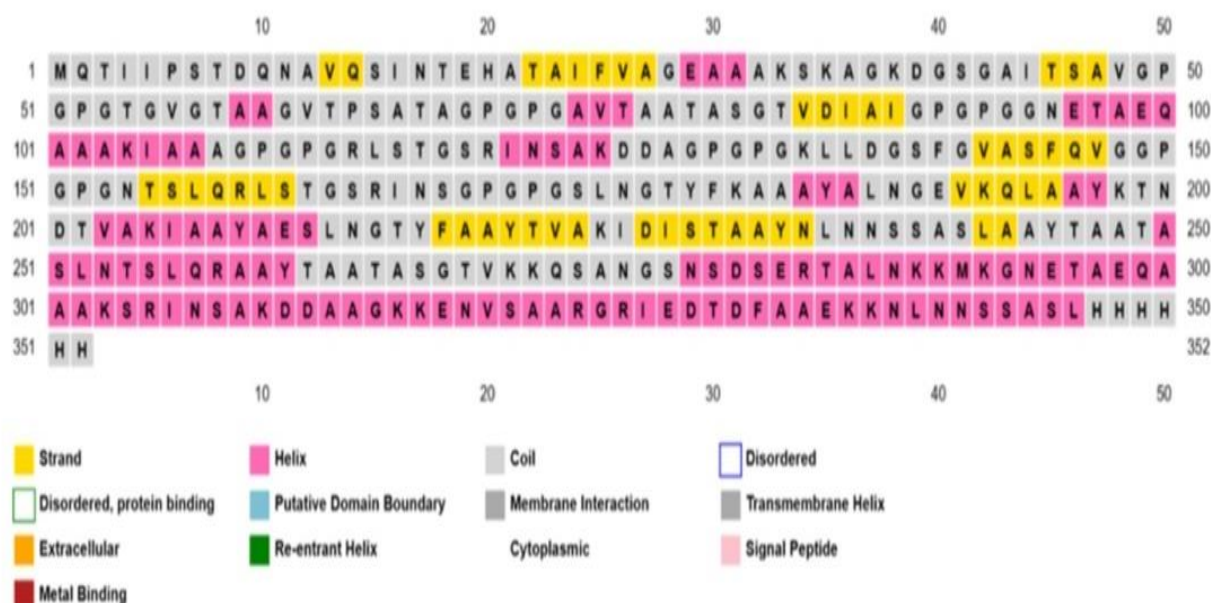 10 20 30 40 50
1 M Q T I I P S T D Q N A V Q S I N T E H A T A I F V A G E A A A K S K A G K D G S G A I T S A V G P 50
51 G P G T G V G T A A G V T P S A T A G P G P G A V T A A T A S G T V D I A I G P G P G G N E T A E Q 100
101 A A A K I A A A G P G P G R L S T G S R I N S A K D D A G P G P G K L L D G S F G V A S F Q V G G P 150
151 G P G N T S L Q R L S T G S R I N S G P G P G S L N G T Y F K A A A Y A L N G E V K Q L A A Y K T N 200
201 D T V A K I A A Y A E S L N G T Y F A A Y T V A K I D I S T A A Y N L N N S S A S L A A Y T A A T A 250
251 S L N T S L Q R A A Y T A A T A S G T V K K Q S A N G S N S D S E R T A L N K K M K G N E T A E Q A 300
301 A A K S R I N S A K D D A A G K K E N V S A A R G R I E D T D F A A E K K N L N N S S A S L H H H H 350
351 H H 352
10 20 30 40 50
Strand Helix Coil Disordered
Disordered, protein binding Putative Domain Boundary Membrane Interaction Transmembrane Helix
Extracellular Re-entrant Helix Cytoplasmic Signal Peptide
Metal Binding